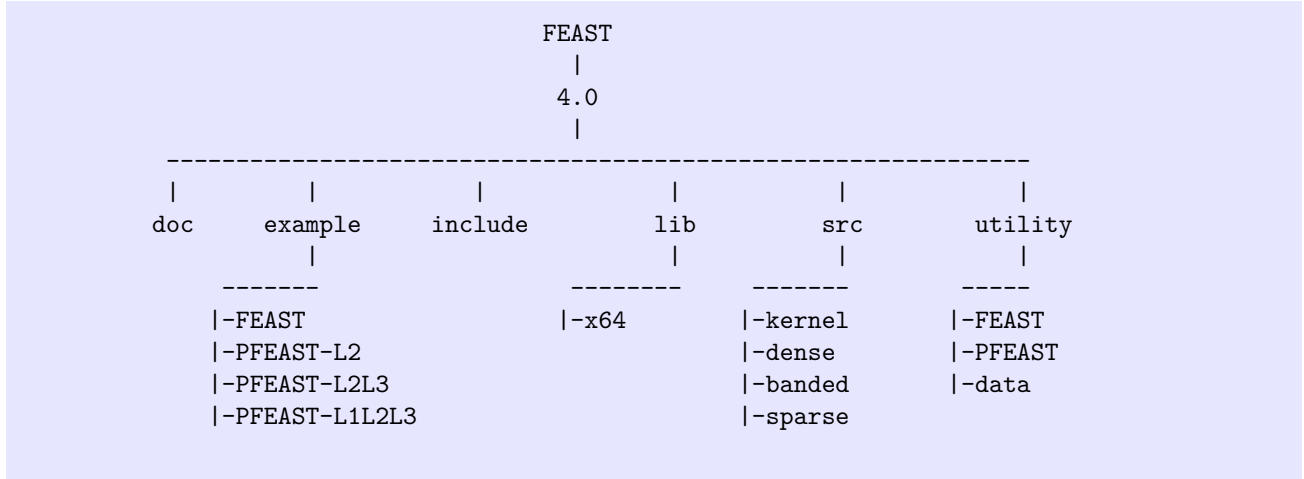 FEAST
|
4.0
|
--------------------------------------------------------------
| | | | | |
doc example include lib src utility
| | | |
------- -------- ------- -----
|-FEAST |-x64 |-kernel |-FEAST
|-PFEAST-L2 |-dense |-PFEAST
|-PFEAST-L2L3 |-banded |-data
|-PFEAST-L1L2L3 |-sparse